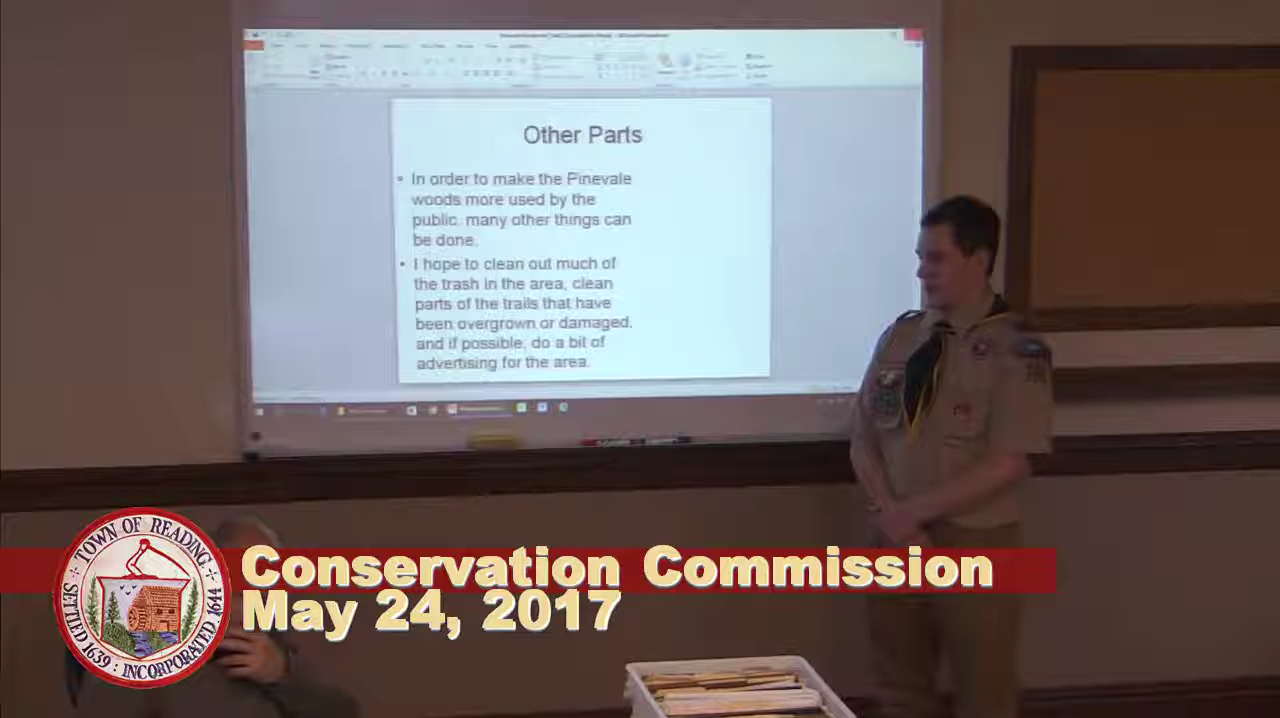 Other Parts
In order to make the Pinevale
woods more used by the
public. many other things can
be done.
I hope to clean out much of
the trash in the area, clean
parts of the trails that have
been overgrown or damaged,
and if possible, do a bit of
advertising for the area.
TOWN OF READING
SETTLED 1639 : INCORPORATED 1644
Conservation Commission
May 24, 2017